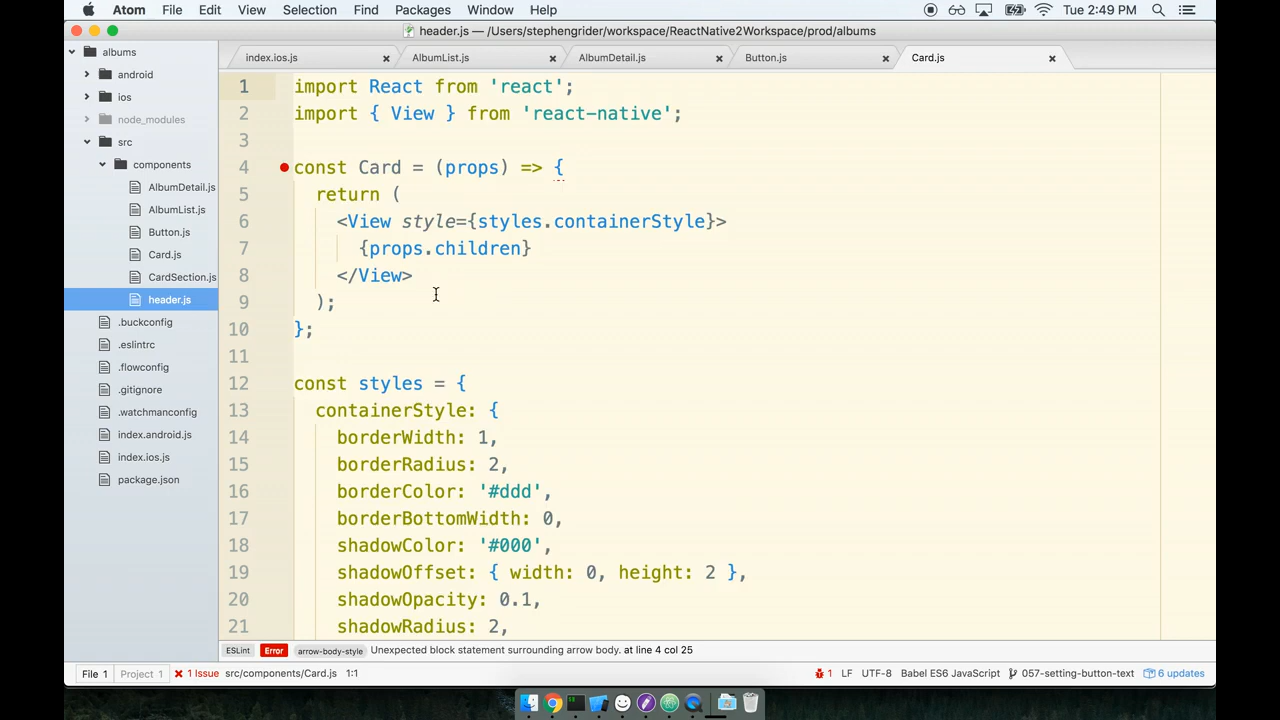 Atom File Edit View Selection Find Packages Window Help Tue 2:49 PM
header.js — /Users/stephengrider/workspace/ReactNative2Workspace/prod/albums
albums
android
ios
node_modules
src
components
AlbumDetail.js
AlbumList.js
Button.js
Card.js
CardSection.js
header.js
.buckconfig
.eslintrc
.flowconfig
.gitignore
.watchmanconfig
index.android.js
index.ios.js
package.json
index.ios.js AlbumList.js AlbumDetail.js Button.js Card.js
1 import React from 'react';
2 import { View } from 'react-native';
3
4 const Card = (props) => {
5 return (
6 <View style={styles.containerStyle}>
7 {props.children}
8 </View>
9 );
10 };
11
12 const styles = {
13 containerStyle: {
14 borderWidth: 1,
15 borderRadius: 2,
16 borderColor: '#ddd',
17 borderBottomWidth: 0,
18 shadowColor: '#000',
19 shadowOffset: { width: 0, height: 2 },
20 shadowOpacity: 0.1,
21 shadowRadius: 2,
ESLint Error arrow-body-style Unexpected block statement surrounding arrow body. at line 4 col 25
File 1 Project 1 1 Issue src/components/Card.js 1:1 1 LF UTF-8 Babel ES6 JavaScript 057-setting-button-text 6 updates